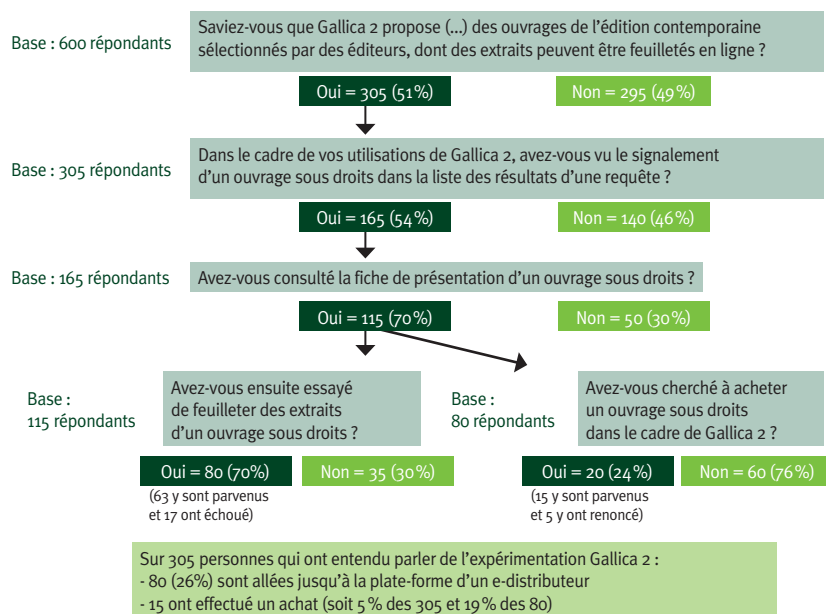 Base : 600 répondants
Saviez-vous que Gallica 2 propose (...) des ouvrages de l’édition contemporaine
sélectionnés par des éditeurs, dont des extraits peuvent être feuilletés en ligne ?
Oui = 305 (51%)
Non = 295 (49%)
Base : 305 répondants
Dans le cadre de vos utilisations de Gallica 2, avez-vous vu le signalement
d’un ouvrage sous droits dans la liste des résultats d’une requête ?
Oui = 165 (54%)
Non = 140 (46%)
Base : 165 répondants
Avez-vous consulté la fiche de présentation d’un ouvrage sous droits ?
Oui = 115 (70%)
Non = 50 (30%)
Base :
115 répondants
Avez-vous ensuite essayé
de feuilleter des extraits
d’un ouvrage sous droits ?
Oui = 80 (70%)
Non = 35 (30%)
(63 y sont parvenus
et 17 ont échoué)
Base :
80 répondants
Avez-vous cherché à acheter
un ouvrage sous droits
dans le cadre de Gallica 2 ?
Oui = 20 (24%)
Non = 60 (76%)
(15 y sont parvenus
et 5 y ont renoncé)
Sur 305 personnes qui ont entendu parler de l’expérimentation Gallica 2 :
- 80 (26%) sont allées jusqu’à la plate-forme d’un e-distributeur
- 15 ont effectué un achat (soit 5% des 305 et 19% des 80)